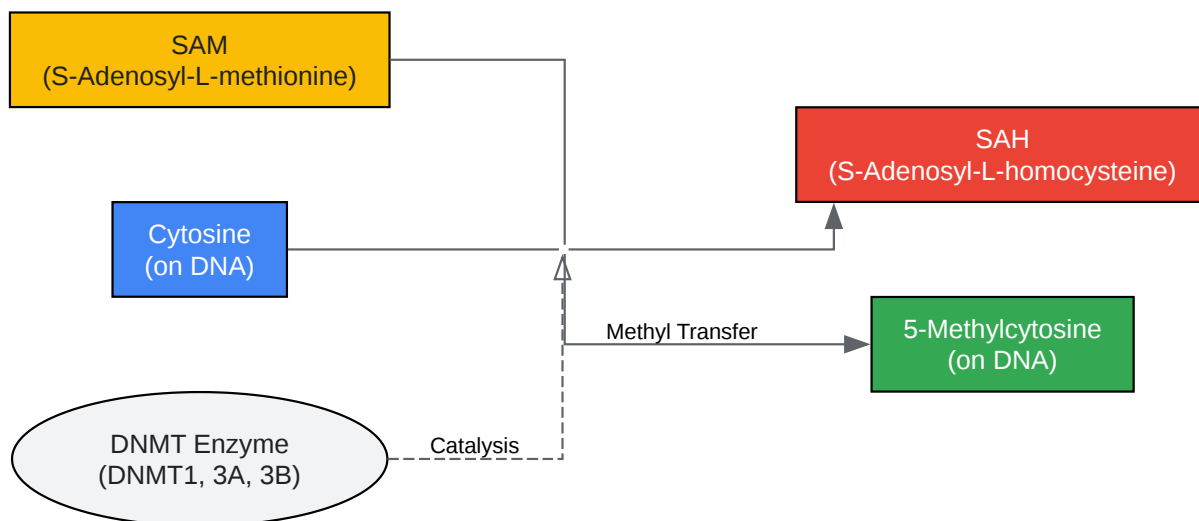 SAM
(S-Adenosyl-L-methionine)
SAH
(S-Adenosyl-L-homocysteine)
Cytosine
(on DNA)
Methyl Transfer
5-Methylcytosine
(on DNA)
DNMT Enzyme
(DNMT1, 3A, 3B)
Catalysis